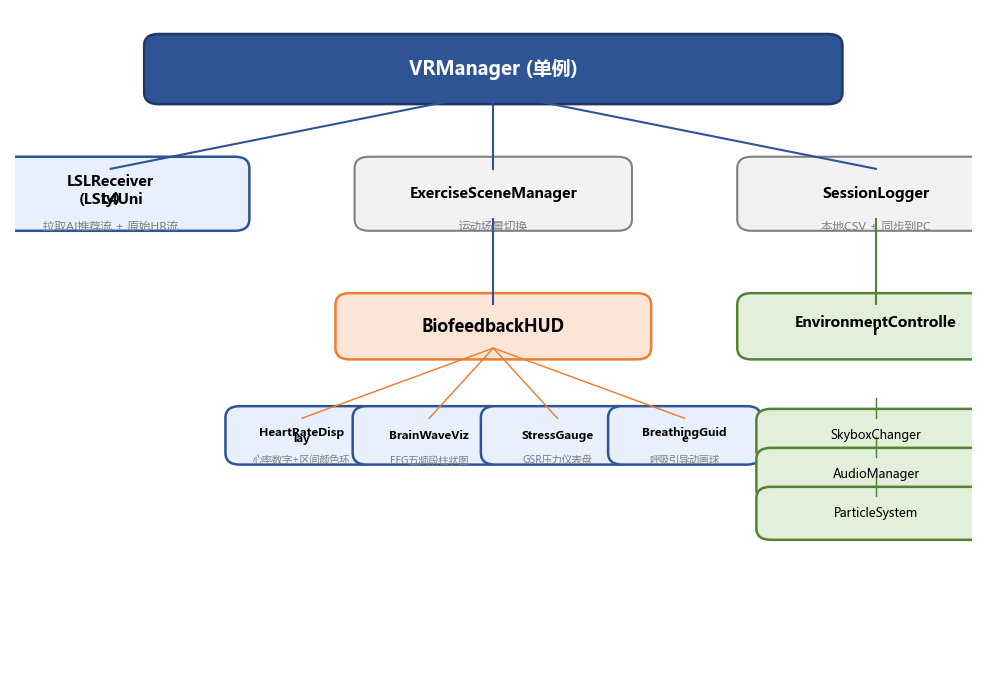 VRManager (单例)
LSLReceiver
(LSL4Uni
ty)
拉取AI推荐流 + 原始HR流
ExerciseSceneManager
运动场景切换
SessionLogger
本地CSV + 同步到PC
BiofeedbackHUD
EnvironmentControlle
r
HeartRateDisp
lay
心率数字+区间颜色环
BrainWaveViz
EEG五频段柱状图
StressGauge
GSR压力仪表盘
BreathingGuid
e
呼吸引导动画球
SkyboxChanger
AudioManager
ParticleSystem